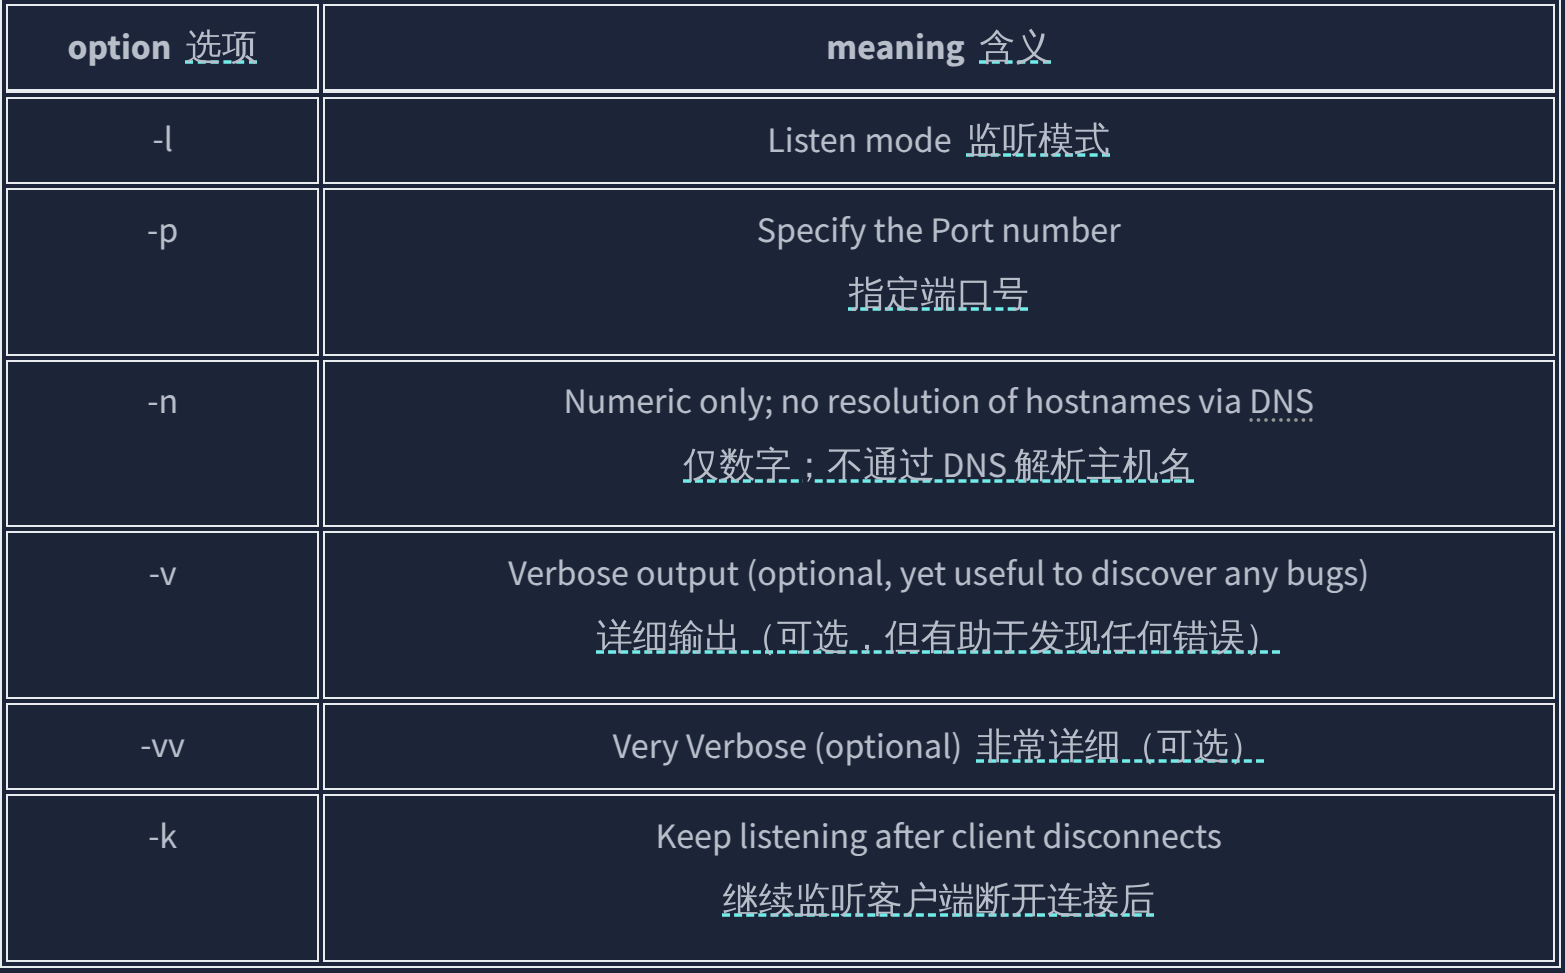 option 选项
meaning 含义
-l
Listen mode 监听模式
-p
Specify the Port number
指定端口号
-n
Numeric only; no resolution of hostnames via DNS
仅数字；不通过 DNS 解析主机名
-v
Verbose output (optional, yet useful to discover any bugs)
详细输出（可选，但有助于发现任何错误）
-vv
Very Verbose (optional) 非常详细（可选）
-k
Keep listening after client disconnects
继续监听客户端断开连接后